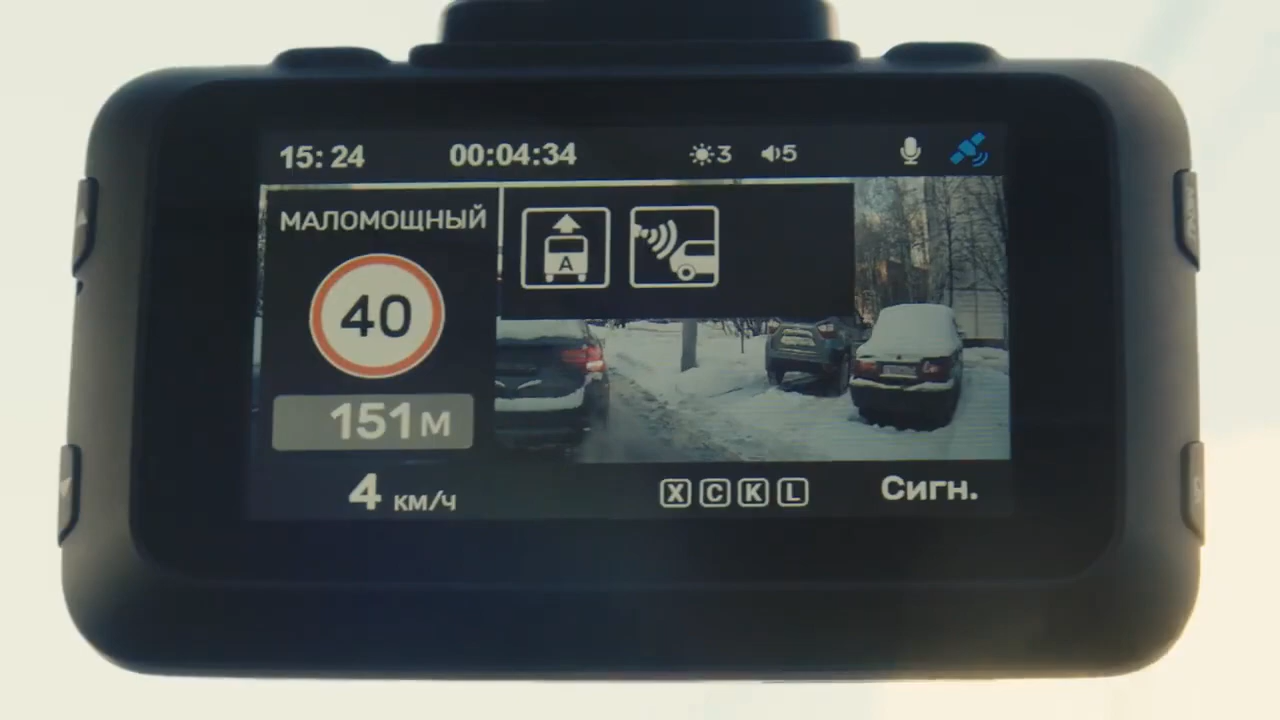 15:24 00:04:34 3 5
МАЛОМОЩНЫЙ
A
40
151м
4 км/ч X C K L Сигн.